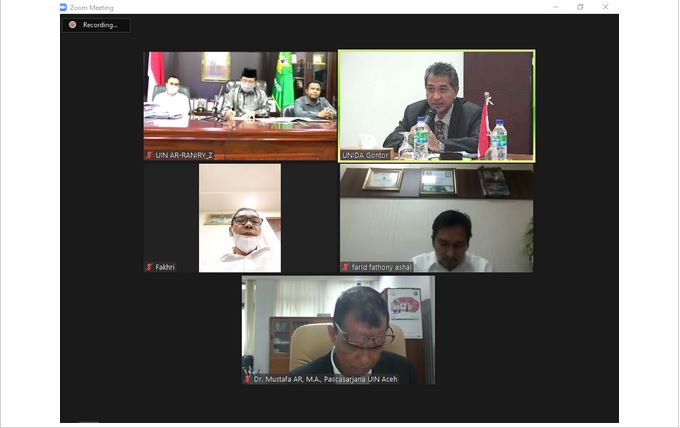 Zoom Meeting
Recording...
UIN AR-RANIRY_Z
UNIDA Gontor
Fakhri
farid fathony ashal
Dr. Mustafa AR, M.A., Pascasarjana UIN Aceh